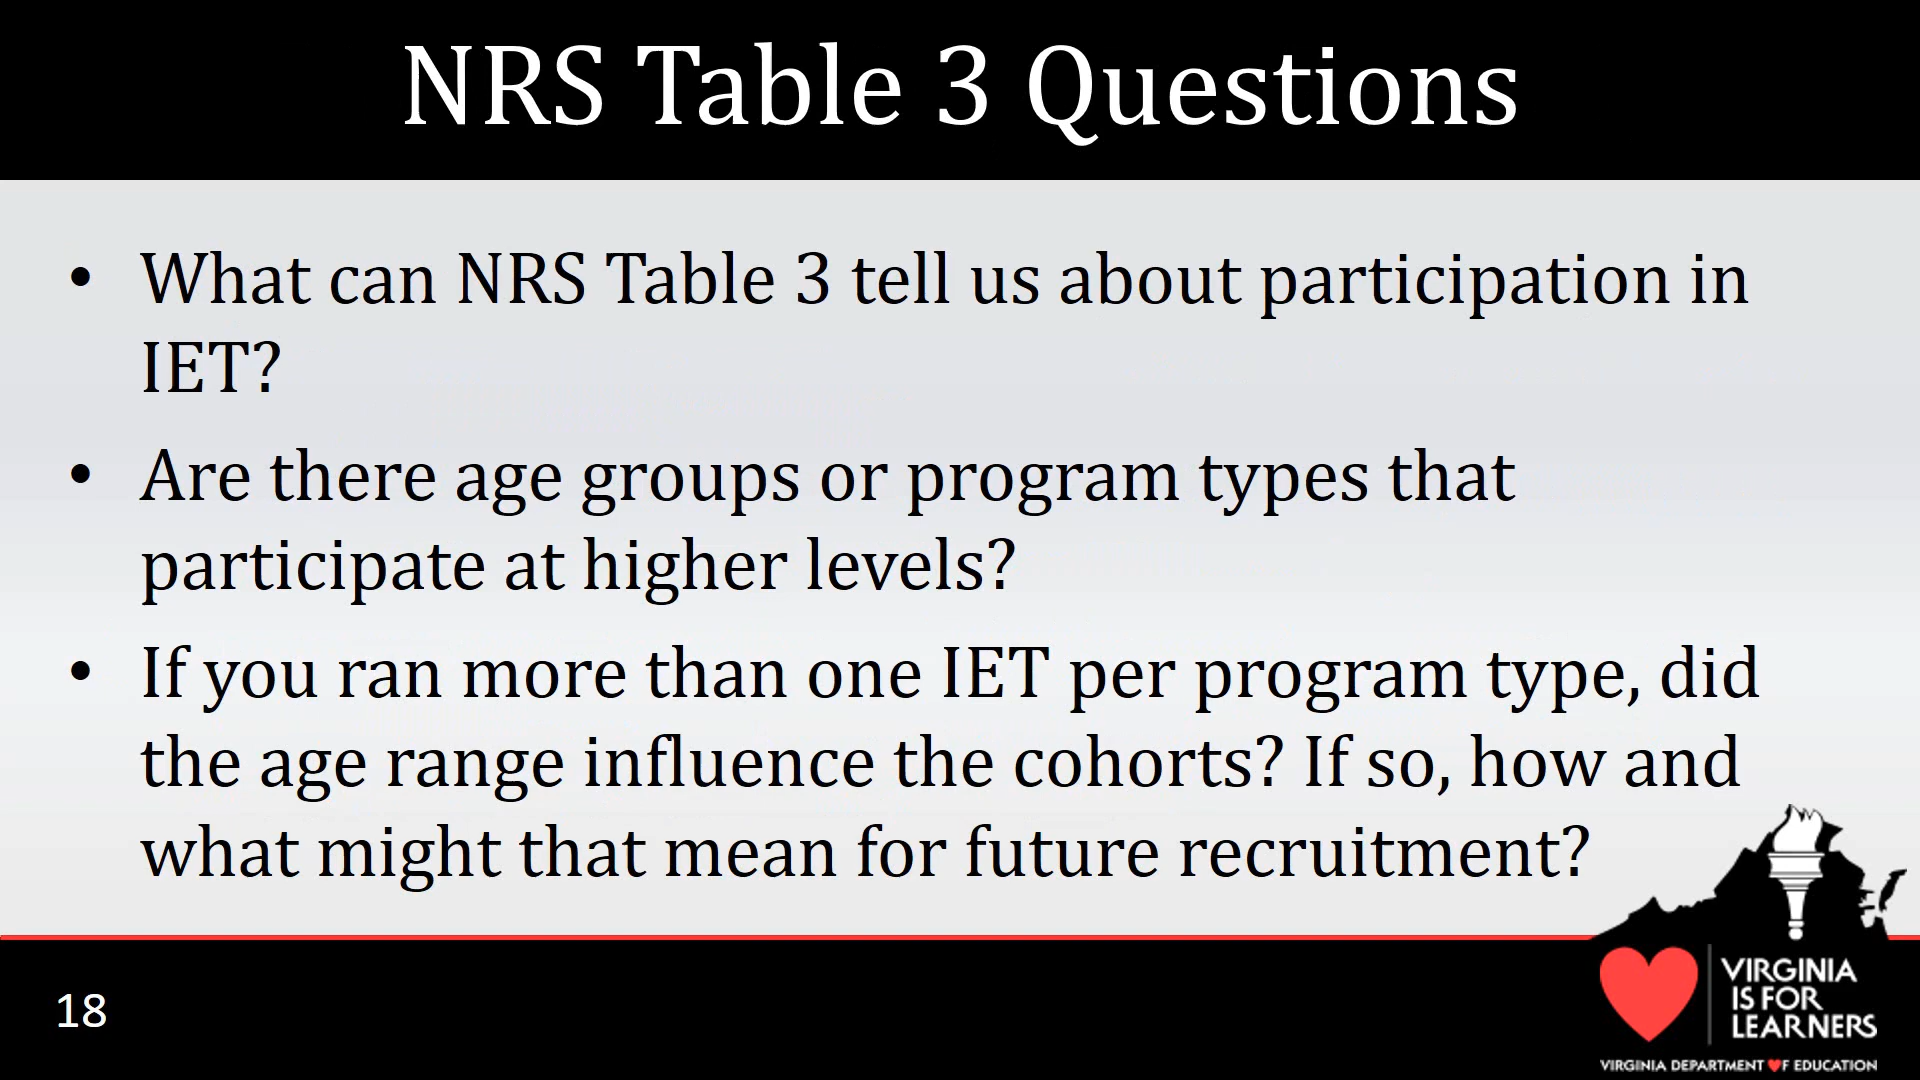 NRS Table 3 Questions
• What can NRS Table 3 tell us about participation in
IET?
• Are there age groups or program types that
participate at higher levels?
• If you ran more than one IET per program type, did
the age range influence the cohorts? If so, how and
what might that mean for future recruitment?
18
VIRGINIA
IS FOR
LEARNERS
VIRGINIA DEPARTMENT ♥F EDUCATION